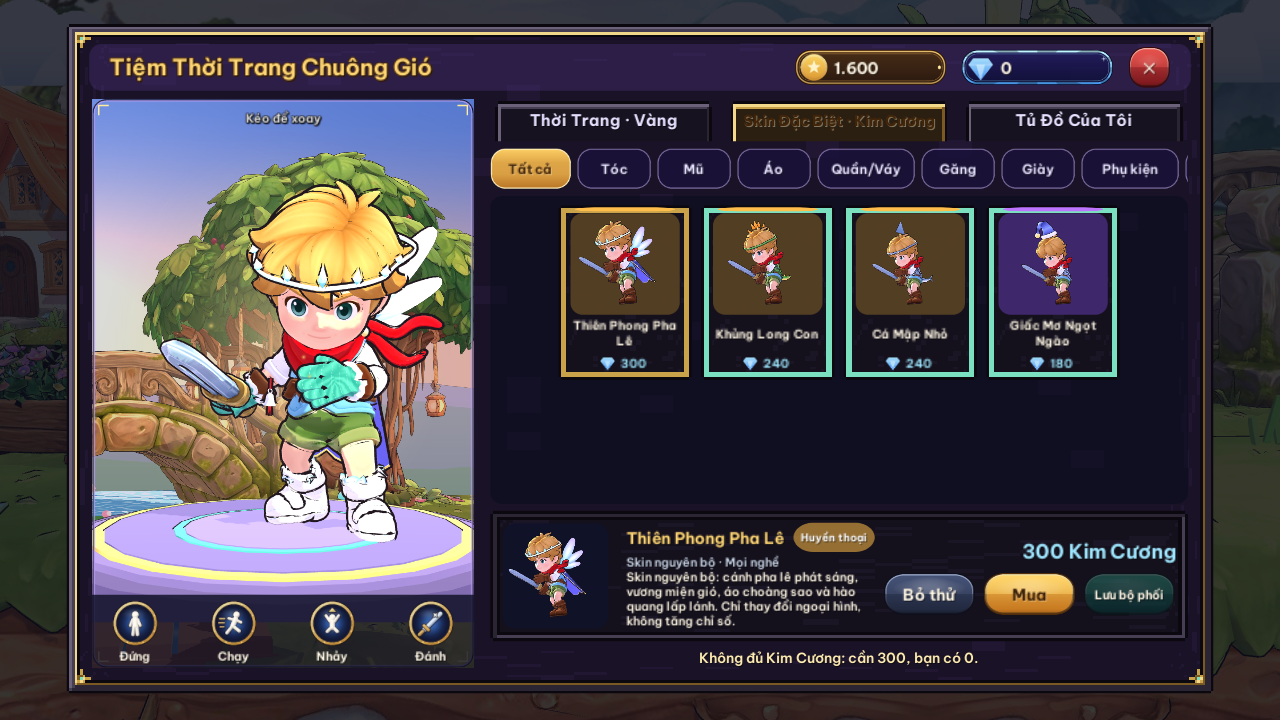 Tiệm Thời Trang Chuông Gió
1.600
0
Kéo để xoay
Thời Trang · Vàng
Skin Đặc Biệt · Kim Cương
Tủ Đồ Của Tôi
Tất cả
Tóc
Mũ
Áo
Quần/Váy
Găng
Giày
Phụ kiện
Thiên Phong Pha
Lê
300
Khủng Long Con
240
Cá Mập Nhỏ
240
Giấc Mơ Ngọt
Ngào
180
Thiên Phong Pha Lê
Huyền thoại
Skin nguyên bộ · Mọi nghề
Skin nguyên bộ: cánh pha lê phát sáng,
vương miện gió, áo choàng sao và hào
quang lấp lánh. Chỉ thay đổi ngoại hình,
không tăng chỉ số.
300 Kim Cương
Bỏ thử
Mua
Lưu bộ phối
Đứng
Chạy
Nhảy
Đánh
Không đủ Kim Cương: cần 300, bạn có 0.